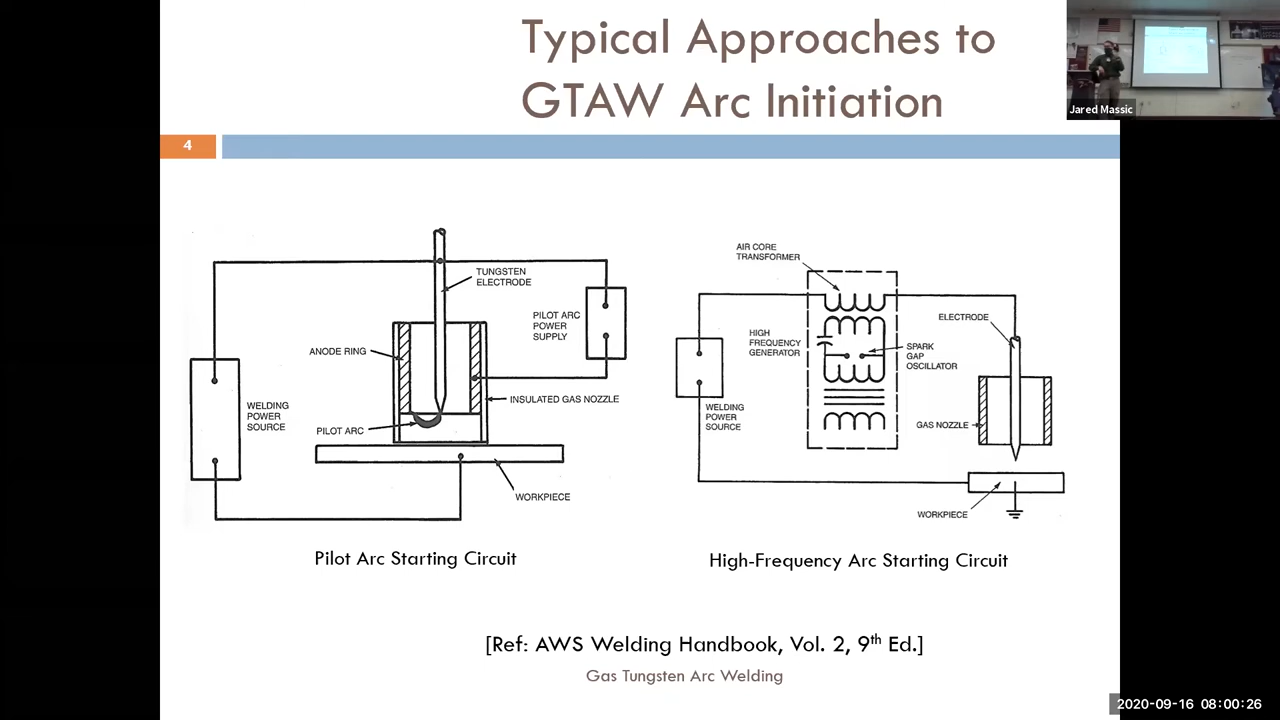 Typical Approaches to
GTAW Arc Initiation
Jared Massic
4
TUNGSTEN
ELECTRODE
PILOT ARC
POWER
SUPPLY
ANODE RING
INSULATED GAS NOZZLE
WELDING
POWER
SOURCE
PILOT ARC
WORKPIECE
Pilot Arc Starting Circuit
AIR CORE
TRANSFORMER
ELECTRODE
HIGH
FREQUENCY
GENERATOR
SPARK
GAP
OSCILLATOR
WELDING
POWER
SOURCE
GAS NOZZLE
WORKPIECE
High-Frequency Arc Starting Circuit
[Ref: AWS Welding Handbook, Vol. 2, 9th Ed.]
Gas Tungsten Arc Welding
2020-09-16 08:00:26